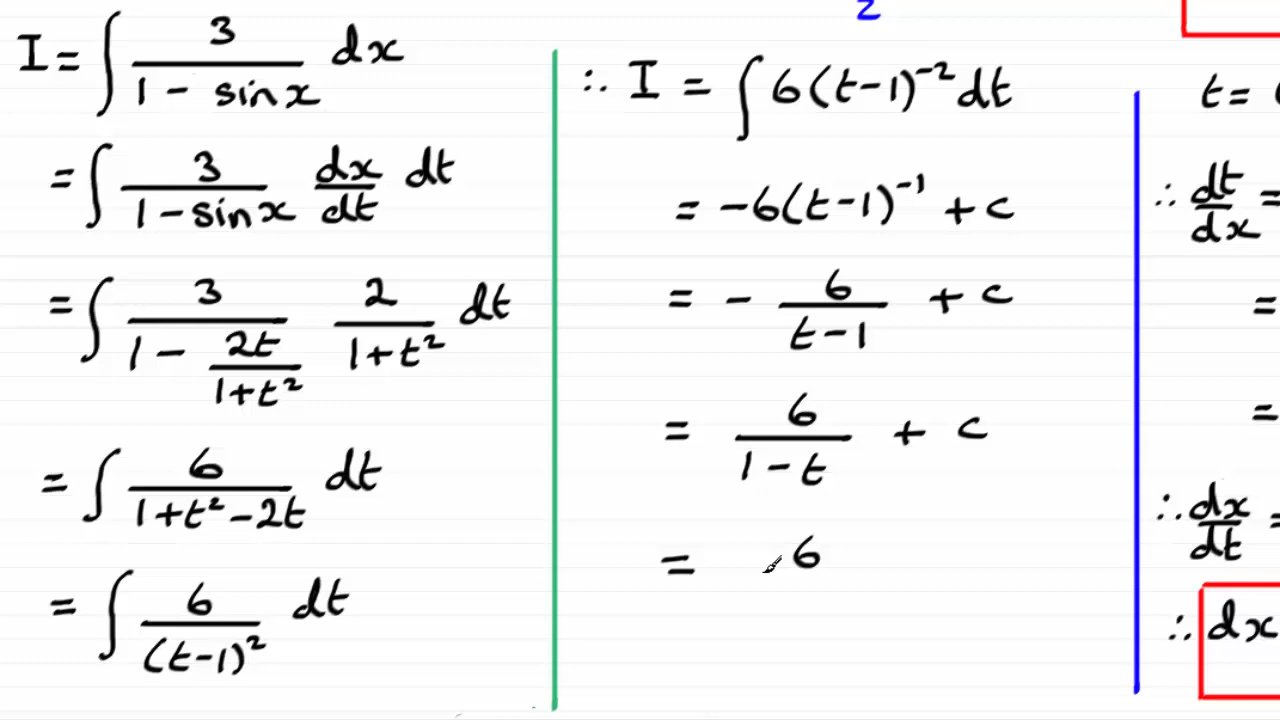 I = ∫ 3/(1 - sin x) dx
= ∫ 3/(1 - sin x) dx/dt dt
= ∫ 3/(1 - 2t/(1+t²)) 2/(1+t²) dt
= ∫ 6/(1+t²-2t) dt
= ∫ 6/(t-1)² dt
2
∴ I = ∫ 6(t-1)⁻² dt
= -6(t-1)⁻¹ + c
= - 6/(t-1) + c
= 6/(1-t) + c
= 6
t =
∴ dt/dx =
=
=
∴ dx/dt =
∴ dx